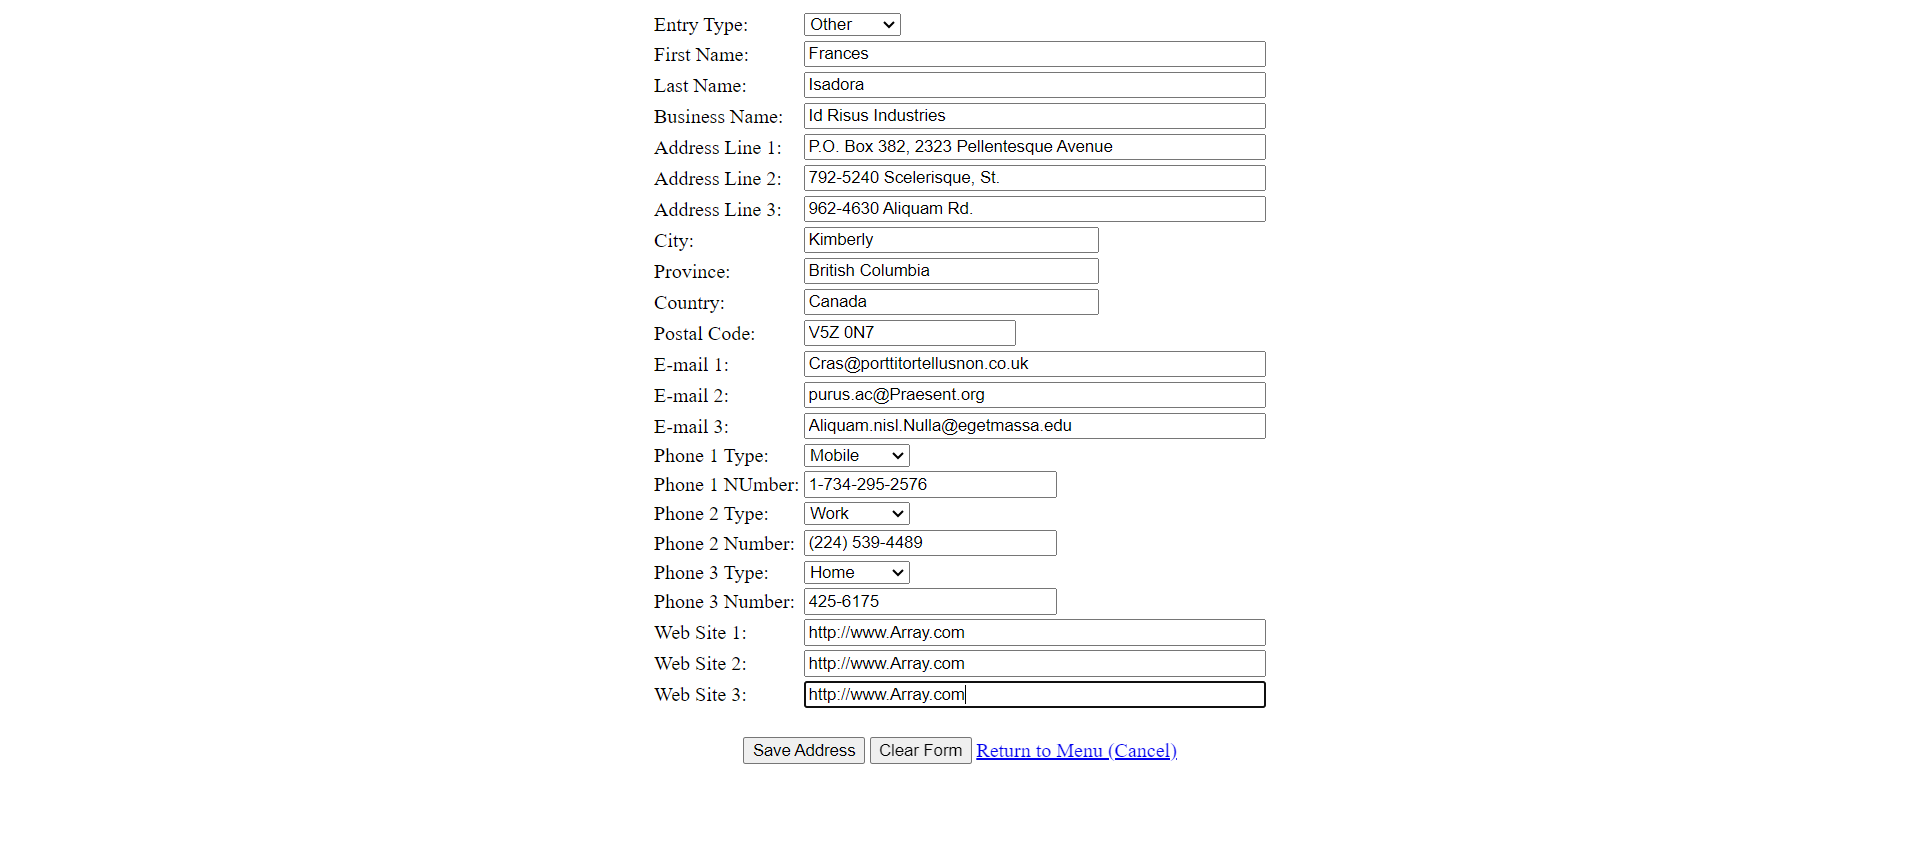 Entry Type: Other
First Name: Frances
Last Name: Isadora
Business Name: Id Risus Industries
Address Line 1: P.O. Box 382, 2323 Pellentesque Avenue
Address Line 2: 792-5240 Scelerisque, St.
Address Line 3: 962-4630 Aliquam Rd.
City: Kimberly
Province: British Columbia
Country: Canada
Postal Code: V5Z 0N7
E-mail 1: Cras@porttitortellusnon.co.uk
E-mail 2: purus.ac@Praesent.org
E-mail 3: Aliquam.nisl.Nulla@egetmassa.edu
Phone 1 Type: Mobile
Phone 1 NUmber: 1-734-295-2576
Phone 2 Type: Work
Phone 2 Number: (224) 539-4489
Phone 3 Type: Home
Phone 3 Number: 425-6175
Web Site 1: http://www.Array.com
Web Site 2: http://www.Array.com
Web Site 3: http://www.Array.com
Save Address Clear Form Return to Menu (Cancel)